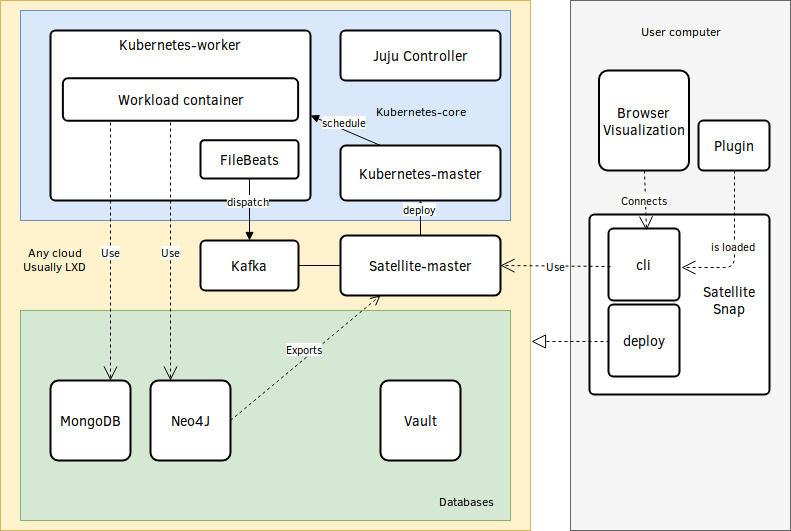 Kubernetes-worker
Workload container
FileBeats
Juju Controller
Kubernetes-core
schedule
Kubernetes-master
dispatch
deploy
Any cloud
Usually LXD
Use
Use
Kafka
Satellite-master
Exports
MongoDB
Neo4J
Vault
Databases
User computer
Browser
Visualization
Plugin
Connects
is loaded
Use
cli
Satellite
Snap
deploy